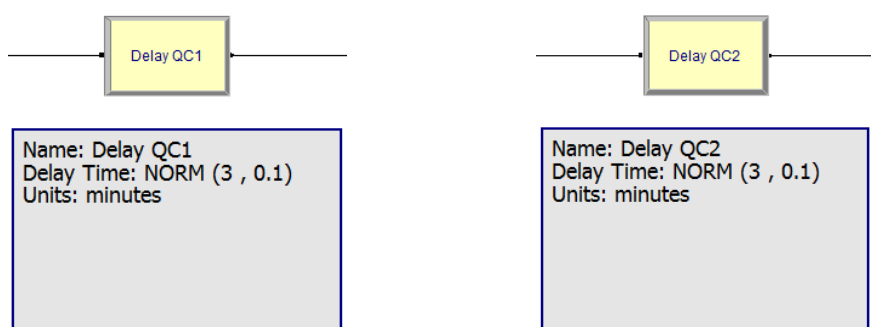 Delay QC1
Delay QC2
Name: Delay QC1
Delay Time: NORM (3 , 0.1)
Units: minutes
Name: Delay QC2
Delay Time: NORM (3 , 0.1)
Units: minutes